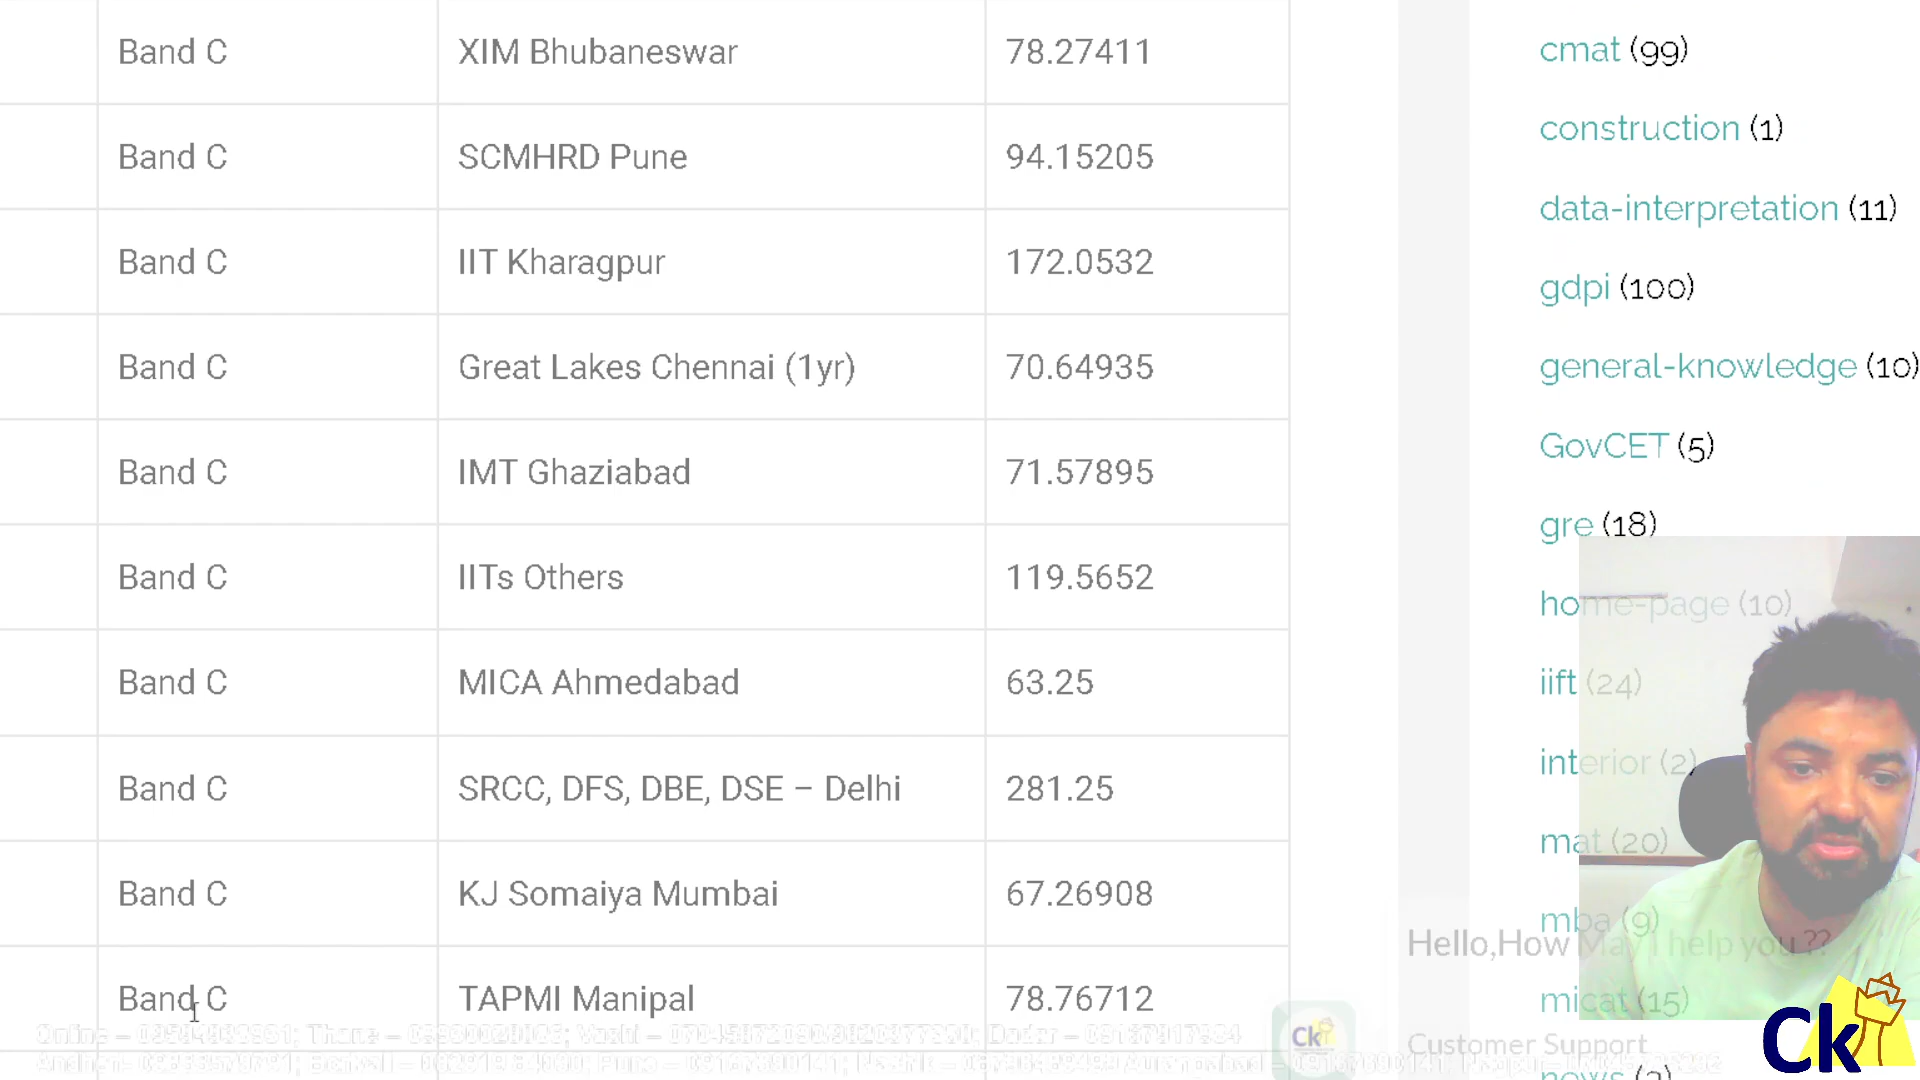 Band C XIM Bhubaneswar 78.27411
Band C SCMHRD Pune 94.15205
Band C IIT Kharagpur 172.0532
Band C Great Lakes Chennai (1yr) 70.64935
Band C IMT Ghaziabad 71.57895
Band C IITs Others 119.5652
Band C MICA Ahmedabad 63.25
Band C SRCC, DFS, DBE, DSE – Delhi 281.25
Band C KJ Somaiya Mumbai 67.26908
Band C TAPMI Manipal 78.76712
cmat (99)
construction (1)
data-interpretation (11)
gdpi (100)
general-knowledge (10)
GovCET (5)
gre (18)
home-page (10)
iift (24)
interior (2)
mat (20)
mba (9)
Hello,How May I help you ??
micat (15)
Customer Support
Ck
Ck